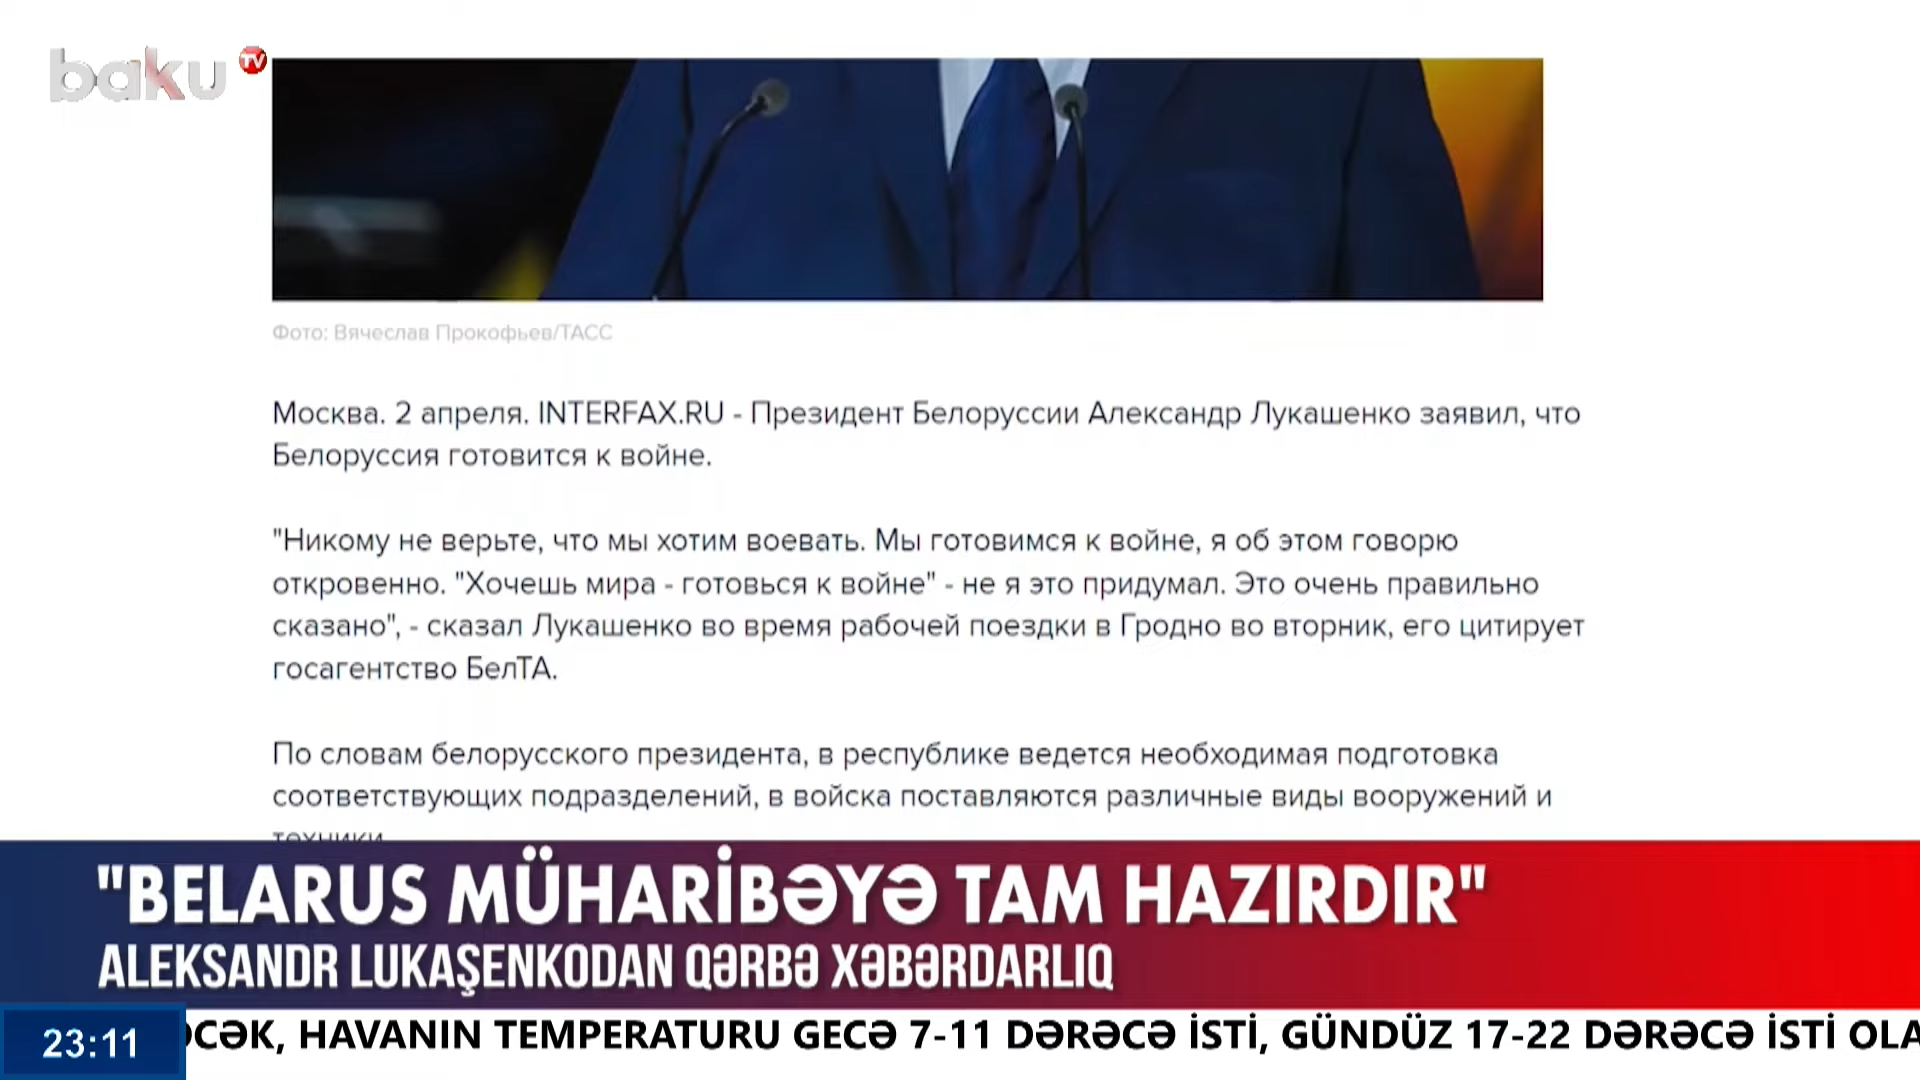 baku TV
Фото: Вячеслав Прокофьев/ТАСС
Москва. 2 апреля. INTERFAX.RU - Президент Белоруссии Александр Лукашенко заявил, что
Белоруссия готовится к войне.
"Никому не верьте, что мы хотим воевать. Мы готовимся к войне, я об этом говорю
откровенно. "Хочешь мира - готовься к войне" - не я это придумал. Это очень правильно
сказано", - сказал Лукашенко во время рабочей поездки в Гродно во вторник, его цитирует
госагентство БелТА.
По словам белорусского президента, в республике ведется необходимая подготовка
соответствующих подразделений, в войска поставляются различные виды вооружений и
техники.
"BELARUS MÜHARİBƏYƏ TAM HAZIRDIR"
ALEKSANDR LUKAŞENKODAN QƏRBƏ XƏBƏRDARLIQ
23:11
ƏCƏK, HAVANIN TEMPERATURU GECƏ 7-11 DƏRƏCƏ İSTİ, GÜNDÜZ 17-22 DƏRƏCƏ İSTİ OLA